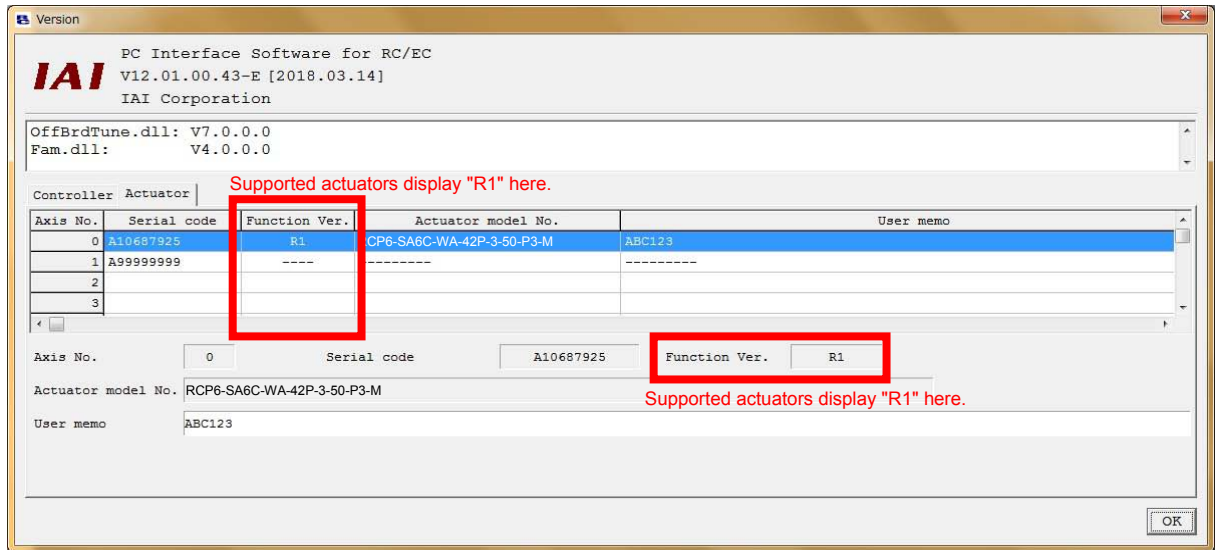 Version
x
IAI
PC Interface Software for RC/EC
V12.01.00.43-E [2018.03.14]
IAI Corporation
OffBrdTune.dll: V7.0.0.0
Fam.dll: V4.0.0.0
Supported actuators display "R1" here.
Controller Actuator
Axis No. Serial code Function Ver. Actuator model No. User memo
0 A10687925 R1 CP6-SA6C-WA-42P-3-50-P3-M ABC123
1 A99999999 ---- --------- ---------
2
3
Axis No. 0 Serial code A10687925 Function Ver. R1
Actuator model No. RCP6-SA6C-WA-42P-3-50-P3-M
Supported actuators display "R1" here.
User memo ABC123
OK